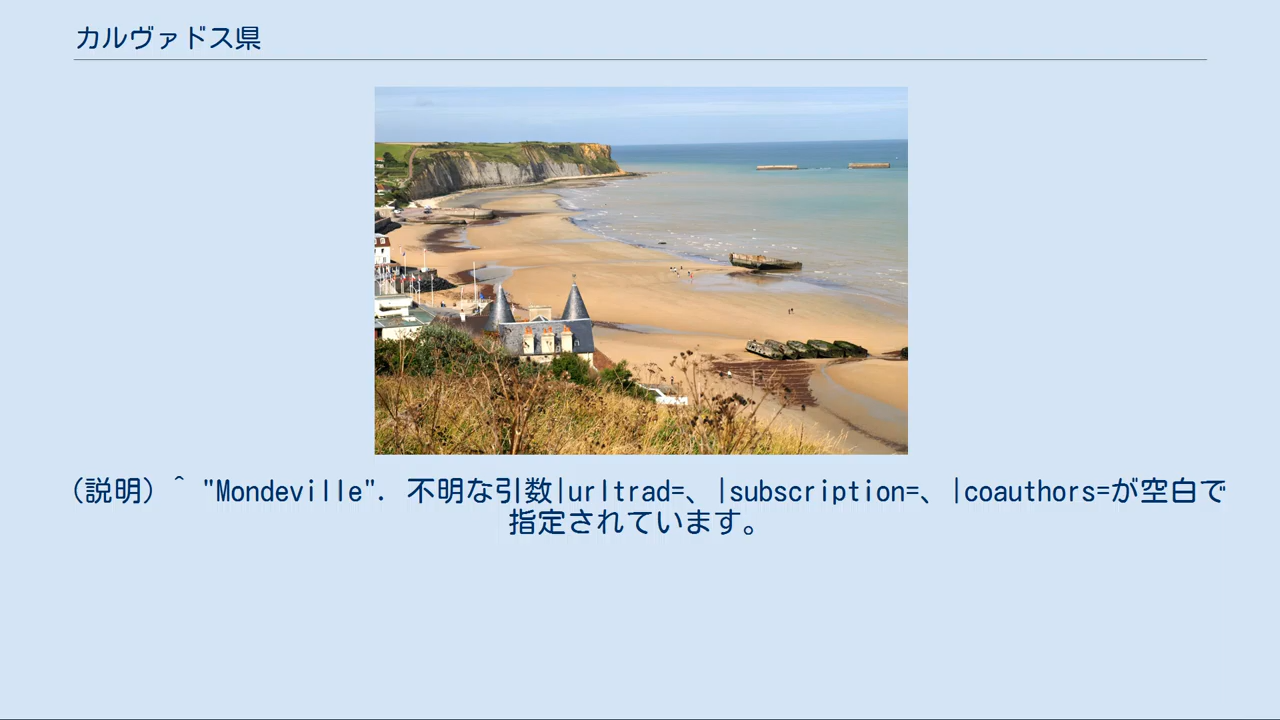 カルヴァドス県
(説明)^ "Mondeville". 不明な引数|urltrad=、|subscription=、|coauthors=が空白で
指定されています。